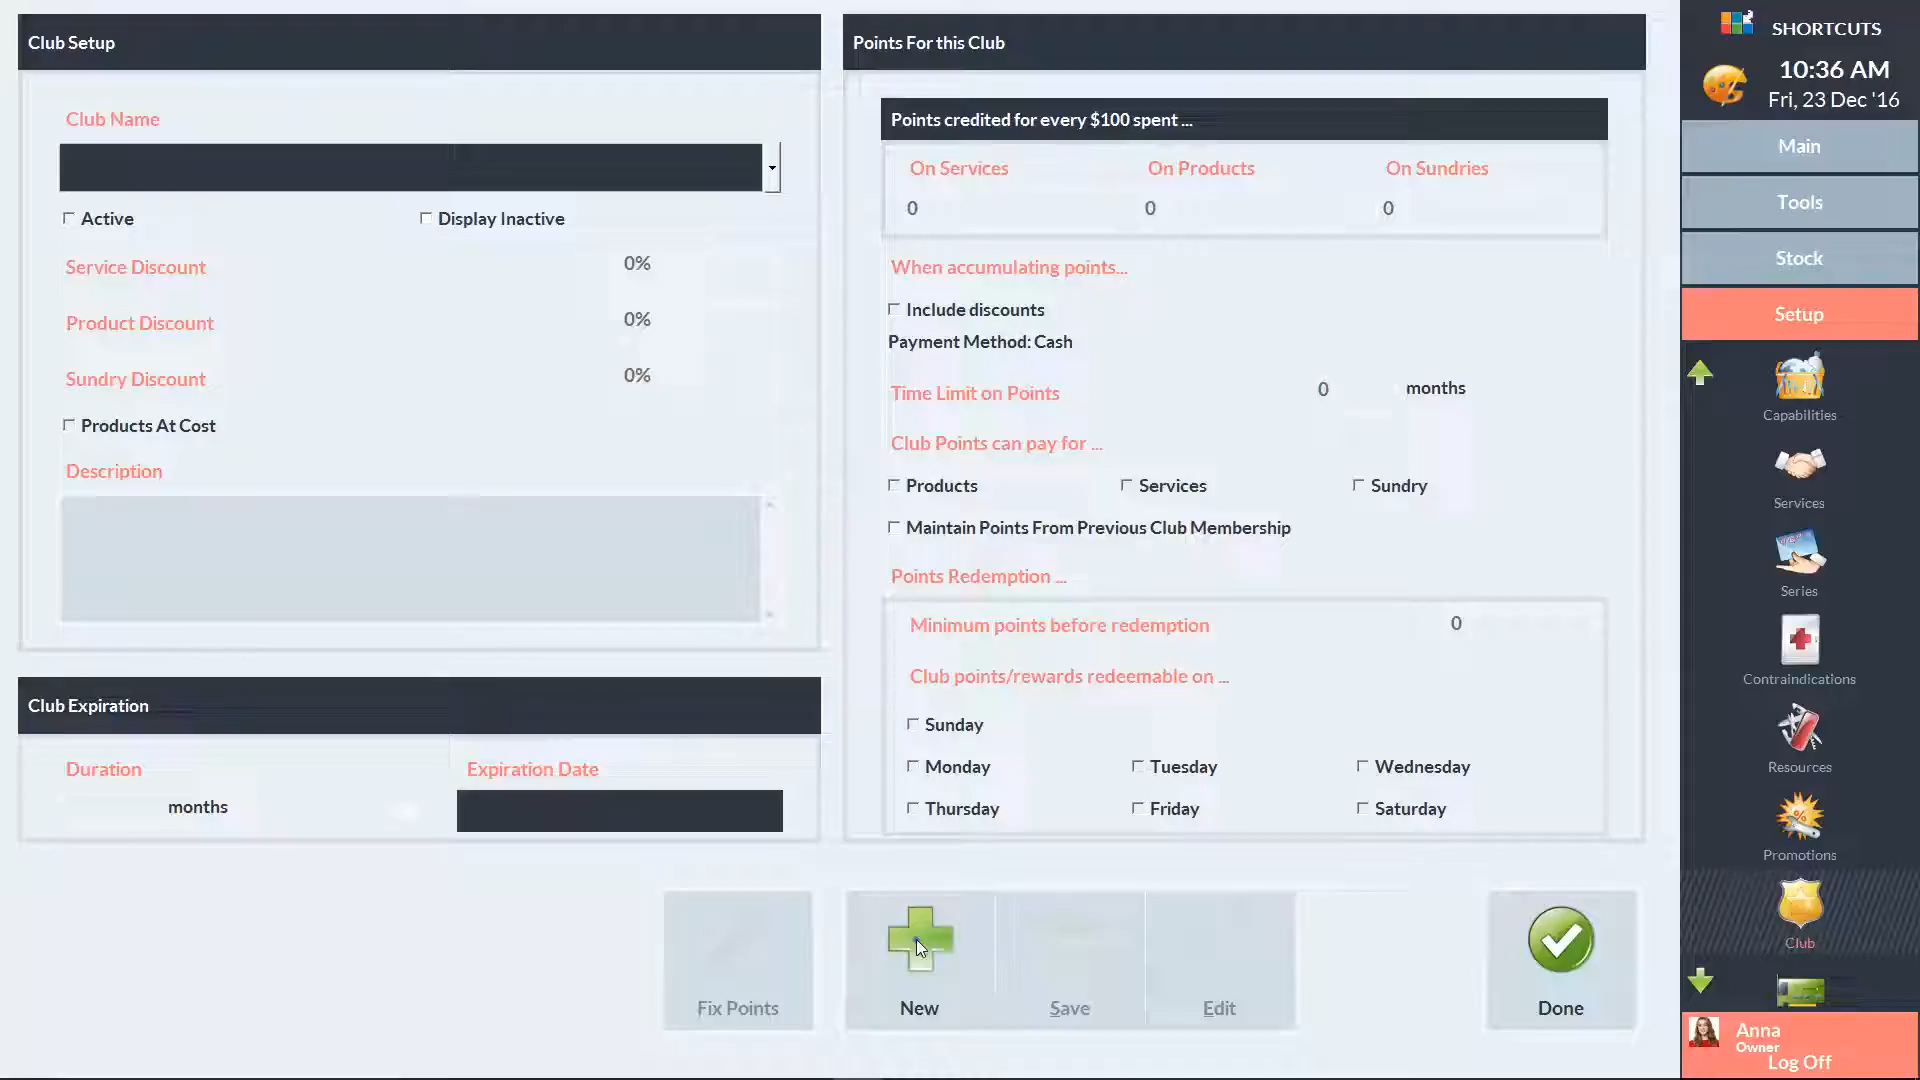 Club Setup
Club Name
Active
Display Inactive
Service Discount
0%
Product Discount
0%
Sundry Discount
0%
Products At Cost
Description
Club Expiration
Duration
Expiration Date
months
Points For this Club
Points credited for every $100 spent ...
On Services
On Products
On Sundries
0
0
0
When accumulating points...
Include discounts
Payment Method: Cash
Time Limit on Points
0
months
Club Points can pay for ...
Products
Services
Sundry
Maintain Points From Previous Club Membership
Points Redemption ...
Minimum points before redemption
0
Club points/rewards redeemable on ...
Sunday
Monday
Tuesday
Wednesday
Thursday
Friday
Saturday
Fix Points
New
Save
Edit
Done
SHORTCUTS
10:36 AM
Fri, 23 Dec '16
Main
Tools
Stock
Setup
Capabilities
Services
Series
Contraindications
Resources
Promotions
Club
Anna
Owner
Log Off